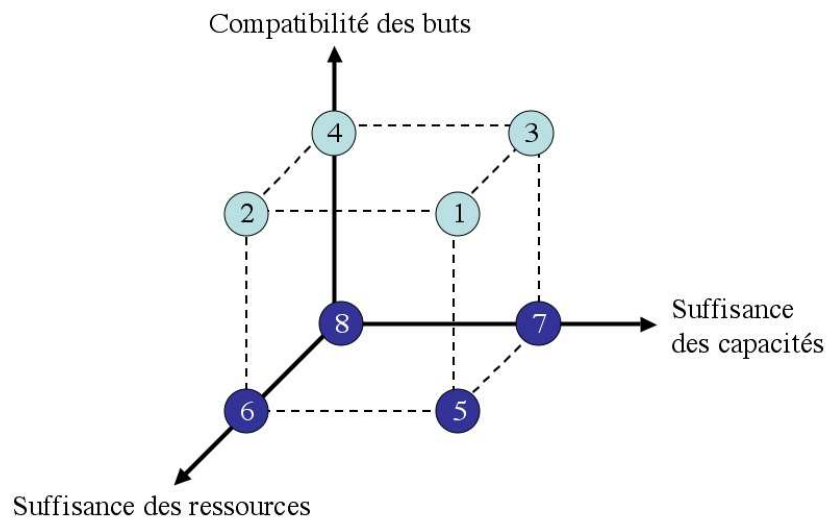 Compatibilité des buts
4
3
2
1
8
7
Suffisance
des capacités
6
5
Suffisance des ressources